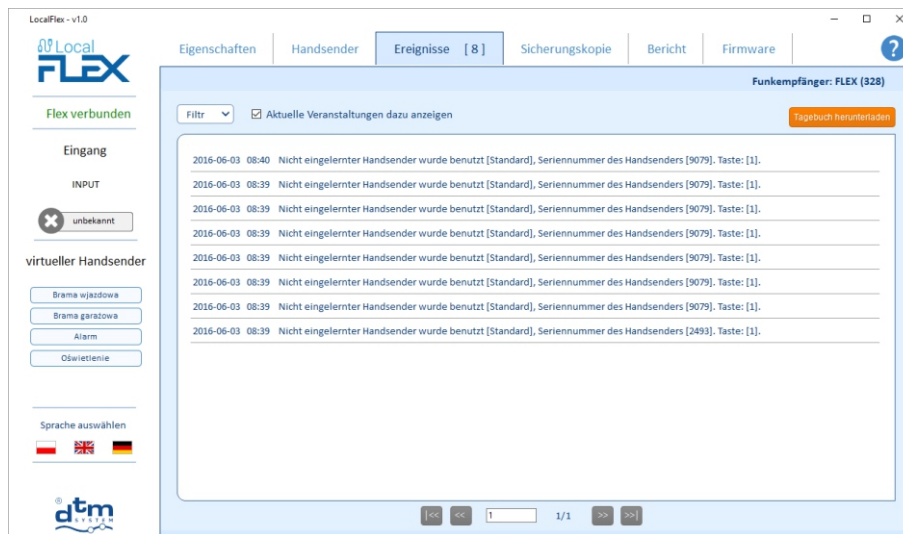 LocalFlex - v1.0
Local
FLEX
Eigenschaften
Handsender
Ereignisse [ 8 ]
Sicherungskopie
Bericht
Firmware
?
Funkempfänger: FLEX (328)
Flex verbunden
Eingang
INPUT
unbekannt
virtueller Handsender
Brama wjazdowa
Brama garażowa
Alarm
Oświetlenie
Sprache auswählen
® dtm
SYSTEM
Filtr
Aktuelle Veranstaltungen dazu anzeigen
Tagebuch herunterladen
2016-06-03 08:40 Nicht eingelernter Handsender wurde benutzt [Standard], Seriennummer des Handsenders [9079]. Taste: [1].
2016-06-03 08:39 Nicht eingelernter Handsender wurde benutzt [Standard], Seriennummer des Handsenders [9079]. Taste: [1].
2016-06-03 08:39 Nicht eingelernter Handsender wurde benutzt [Standard], Seriennummer des Handsenders [9079]. Taste: [1].
2016-06-03 08:39 Nicht eingelernter Handsender wurde benutzt [Standard], Seriennummer des Handsenders [9079]. Taste: [1].
2016-06-03 08:39 Nicht eingelernter Handsender wurde benutzt [Standard], Seriennummer des Handsenders [9079]. Taste: [1].
2016-06-03 08:39 Nicht eingelernter Handsender wurde benutzt [Standard], Seriennummer des Handsenders [9079]. Taste: [1].
2016-06-03 08:39 Nicht eingelernter Handsender wurde benutzt [Standard], Seriennummer des Handsenders [9079]. Taste: [1].
2016-06-03 08:39 Nicht eingelernter Handsender wurde benutzt [Standard], Seriennummer des Handsenders [2493]. Taste: [1].
|<< << 1 1/1 >> >>|